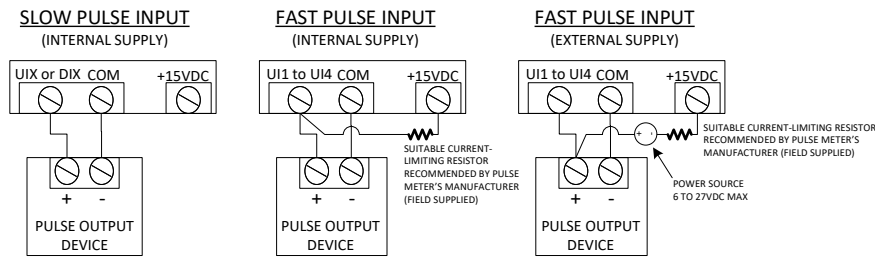 SLOW PULSE INPUT
(INTERNAL SUPPLY)
UIX or DIX COM +15VDC
+ -
PULSE OUTPUT
DEVICE
FAST PULSE INPUT
(INTERNAL SUPPLY)
UI1 to UI4 COM +15VDC
SUITABLE CURRENT-
LIMITING RESISTOR
RECOMMENDED BY PULSE
METER'S MANUFACTURER
(FIELD SUPPLIED)
+ -
PULSE OUTPUT
DEVICE
FAST PULSE INPUT
(EXTERNAL SUPPLY)
UI1 to UI4 COM +15VDC
+ -
SUITABLE CURRENT-LIMITING RESISTOR
RECOMMENDED BY PULSE METER'S
MANUFACTURER (FIELD SUPPLIED)
POWER SOURCE
6 TO 27VDC MAX
+ -
PULSE OUTPUT
DEVICE